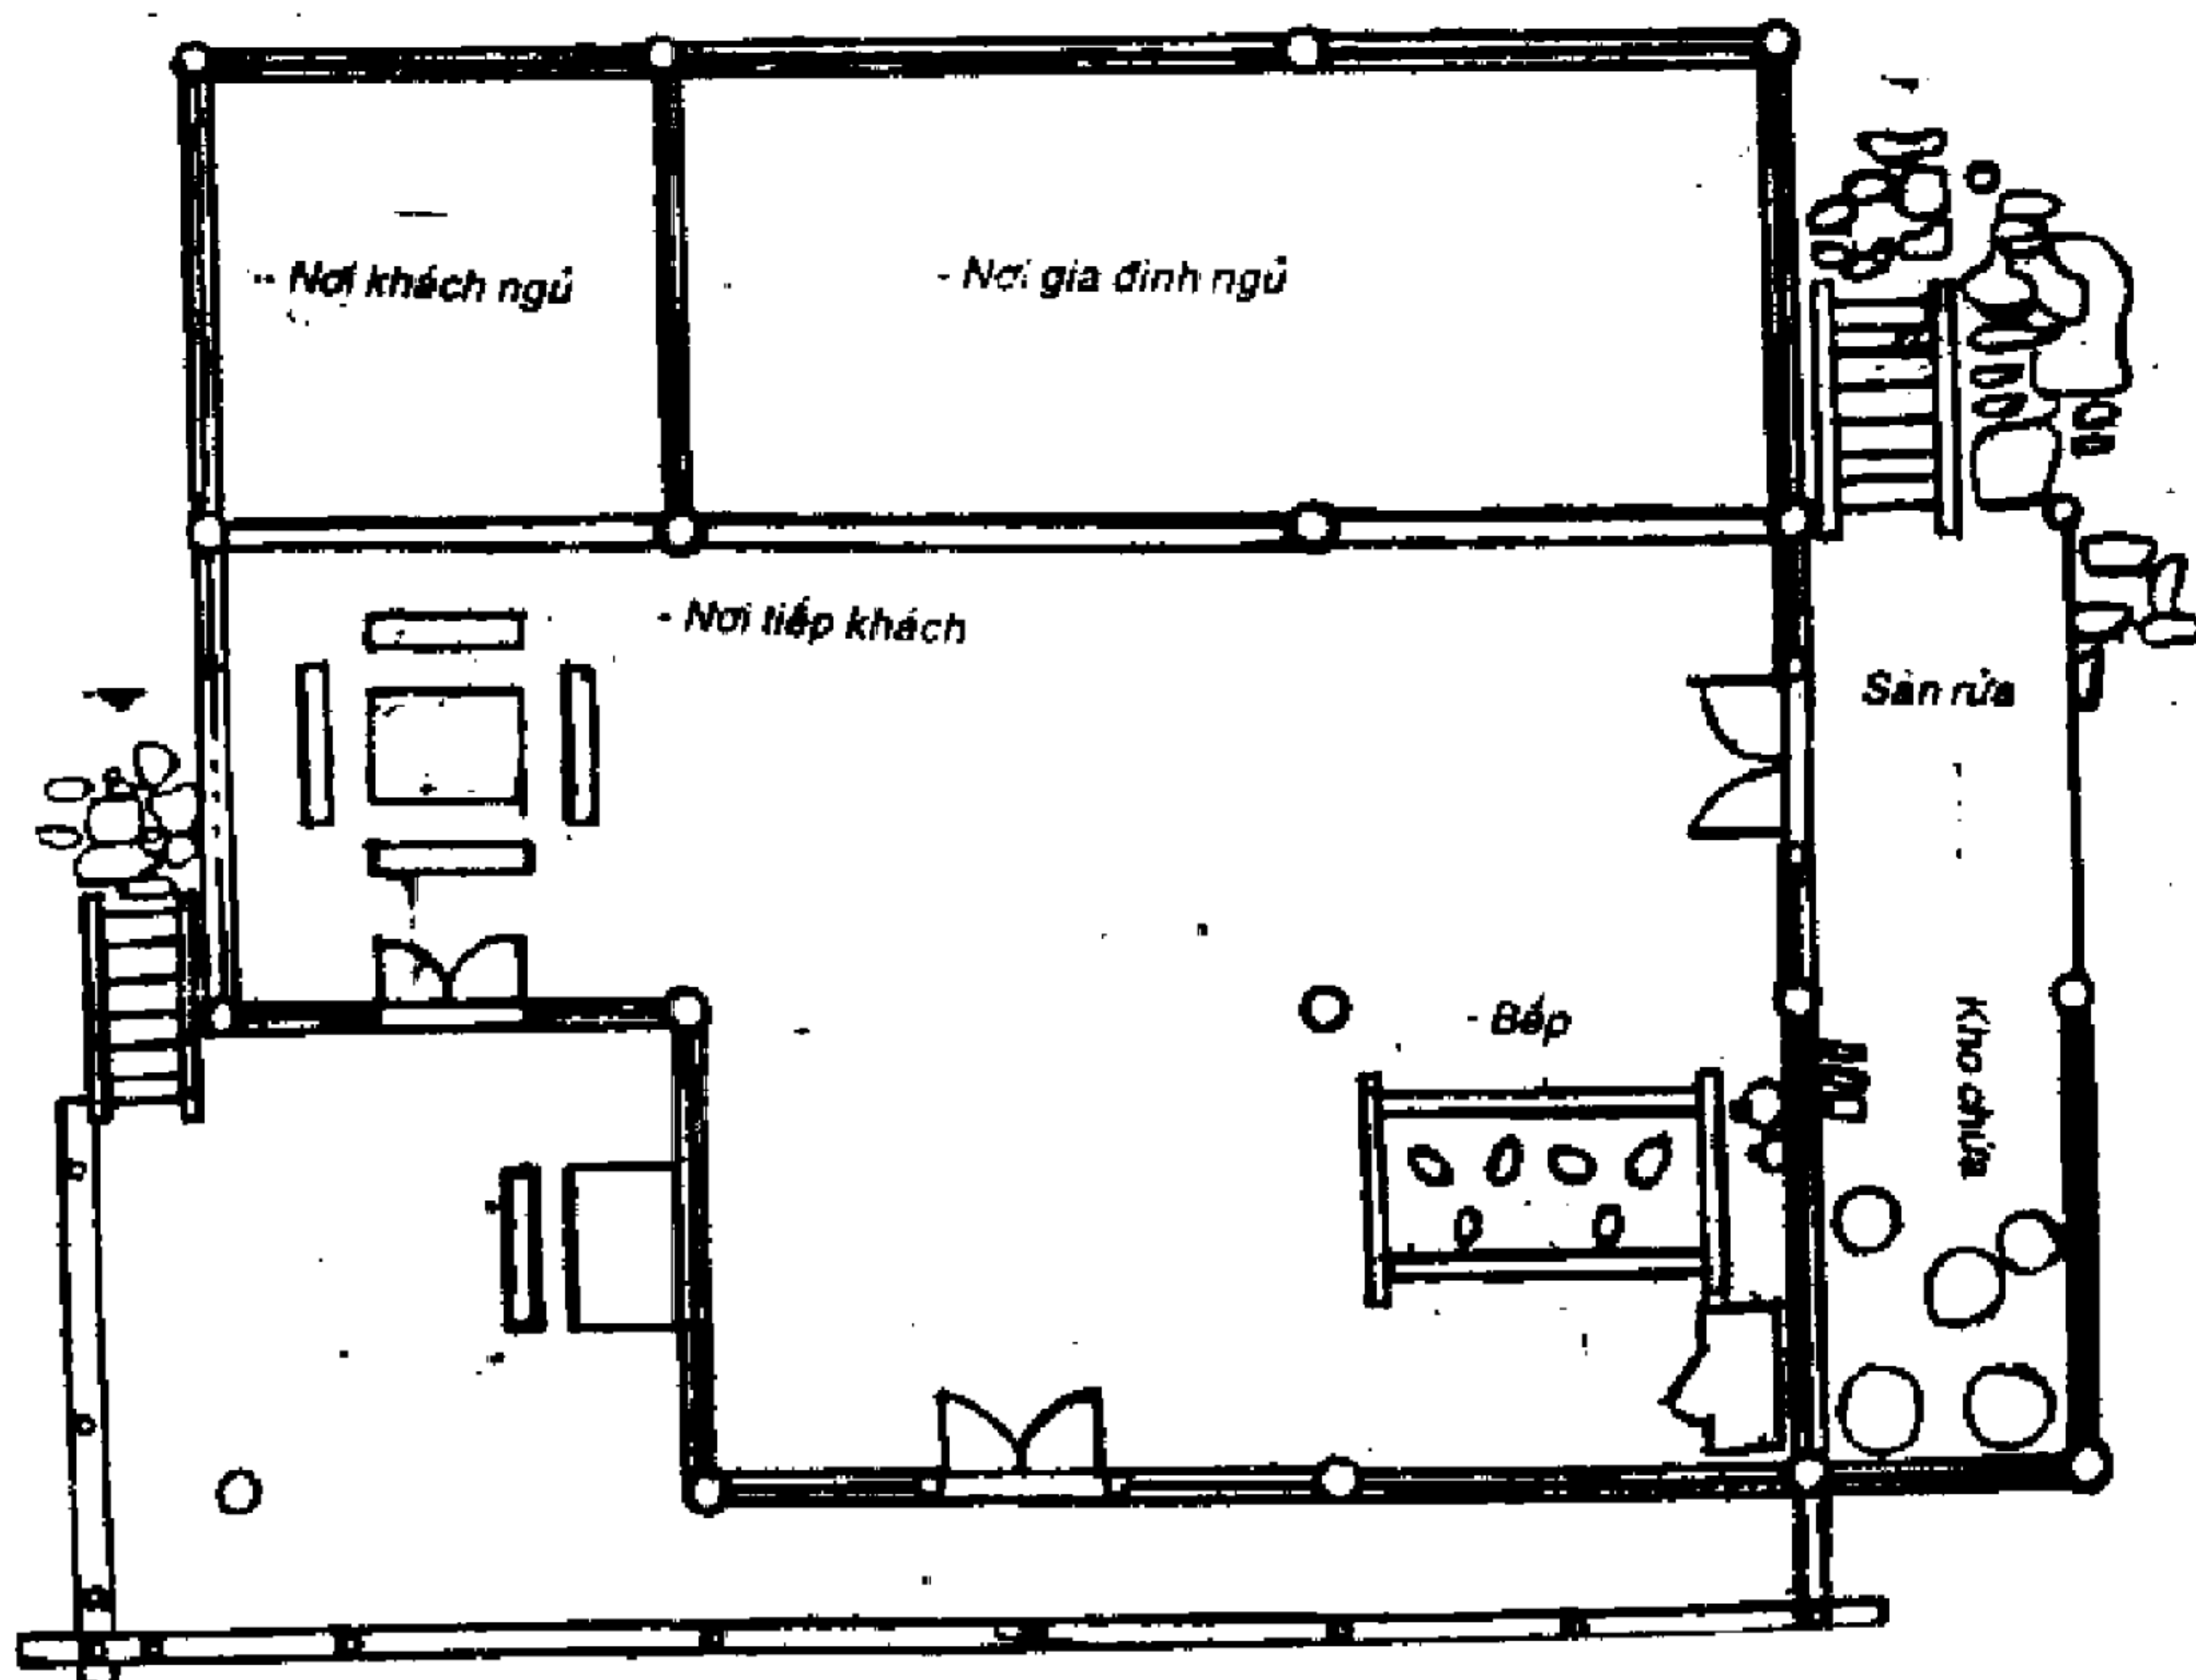 - Nơi khách ngủ
- Nơi gia đình ngủ
- Nơi tiếp khách
Sàn rửa
- Bếp
Kho chứa